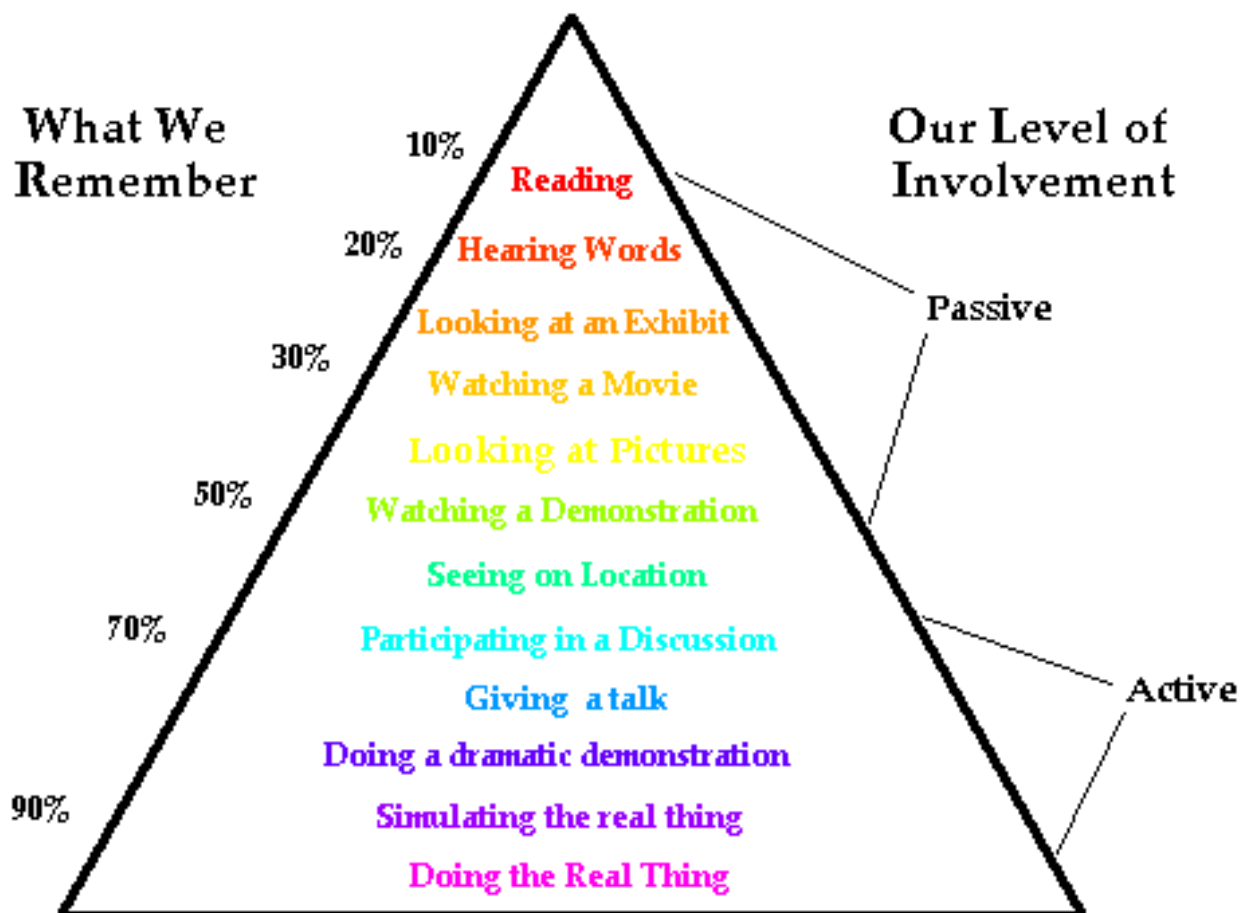 What We
Remember
Our Level of
Involvement
10%
Reading
20%
Hearing Words
Passive
30%
Looking at an Exhibit
Watching a Movie
Looking at Pictures
50%
Watching a Demonstration
Seeing on Location
70%
Participating in a Discussion
Giving a talk
Active
Doing a dramatic demonstration
90%
Simulating the real thing
Doing the Real Thing